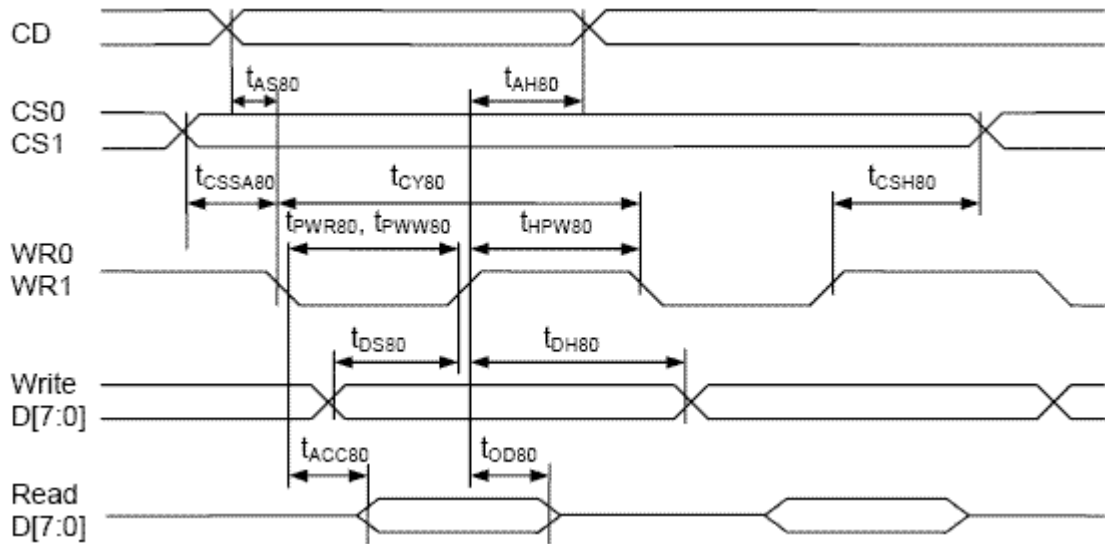 CD
tAS80 tAH80
CS0
CS1
tCSSA80 tCY80 tCSH80
tPWR80, tPWW80 tHPW80
WR0
WR1
tDS80 tDH80
Write
D[7:0]
tACC80 tOD80
Read
D[7:0]